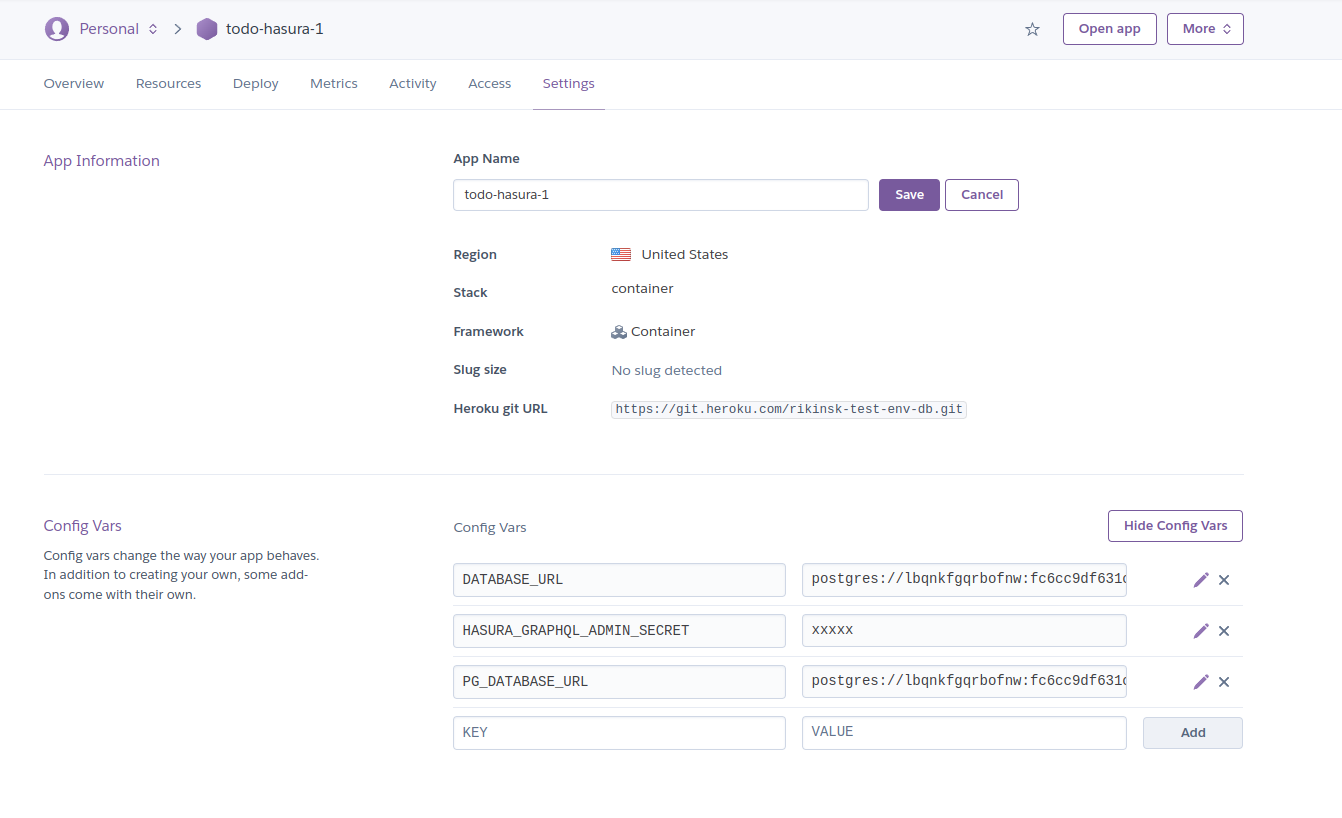 Personal todo-hasura-1 Open app More
Overview Resources Deploy Metrics Activity Access Settings
App Information
App Name
todo-hasura-1 Save Cancel
Region United States
Stack container
Framework Container
Slug size No slug detected
Heroku git URL https://git.heroku.com/rikinsk-test-env-db.git
Config Vars
Config vars change the way your app behaves.
In addition to creating your own, some add-
ons come with their own.
Config Vars Hide Config Vars
DATABASE_URL postgres://lbqnkfgqrbofnw:fc6cc9df631c
HASURA_GRAPHQL_ADMIN_SECRET xxxxx
PG_DATABASE_URL postgres://lbqnkfgqrbofnw:fc6cc9df631c
KEY VALUE Add